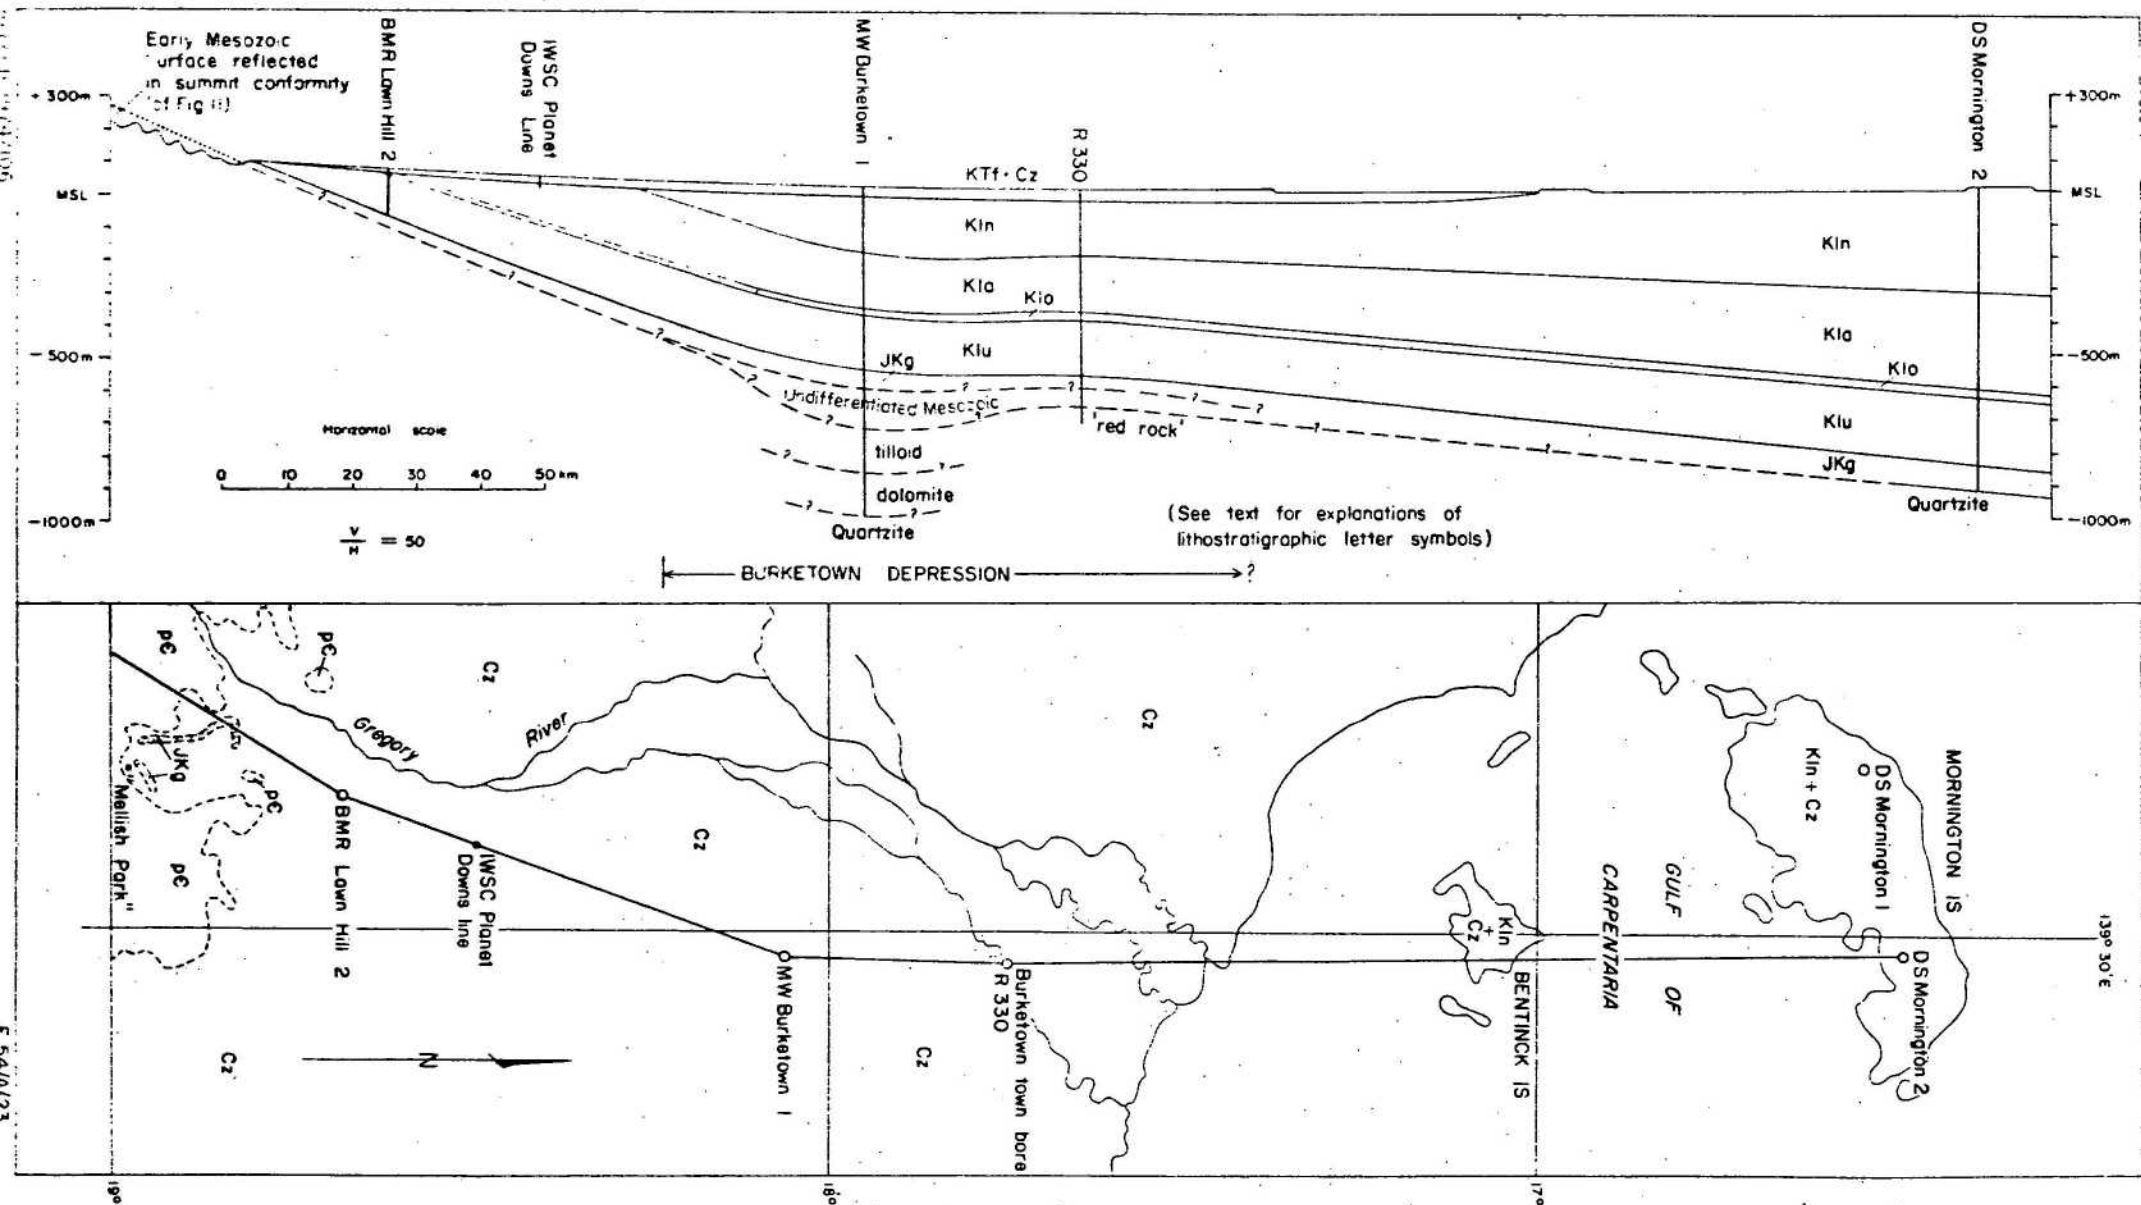 Early Mesozoic
urface reflected
in summit conformity
(cf Fig 11)
+300m
MSL
−500m
−1000m
BMR Lawn Hill 2
IWSC Planet
Downs Line
MW Burketown 1
R 330
DS Mornington 2
+300m
MSL
−500m
−1000m
KTf + Cz
Kln
Kln
Kla
Klo
Kla
Klo
JKg
Klu
Klu
JKg
Undifferentiated Mesozoic
'red rock'
tilloid
dolomite
Quartzite
Quartzite
Horizontal scale
0 10 20 30 40 50 km
V/H = 50
(See text for explanations of
lithostratigraphic letter symbols)
BURKETOWN DEPRESSION ?
p€
p€
Cz
Gregory
River
JKg
p€
p€
"Mellish Park"
BMR Lawn Hill 2
IWSC Planet
Downs line
Cz
Cz
MW Burketown 1
Burketown town bore
R 330
Cz
Cz
N
Kln
+
Cz
BENTINCK IS
GULF OF
CARPENTARIA
Kln + Cz
DS Mornington 1
MORNINGTON IS
DS Mornington 2
139° 30'E
19°
18°
17°